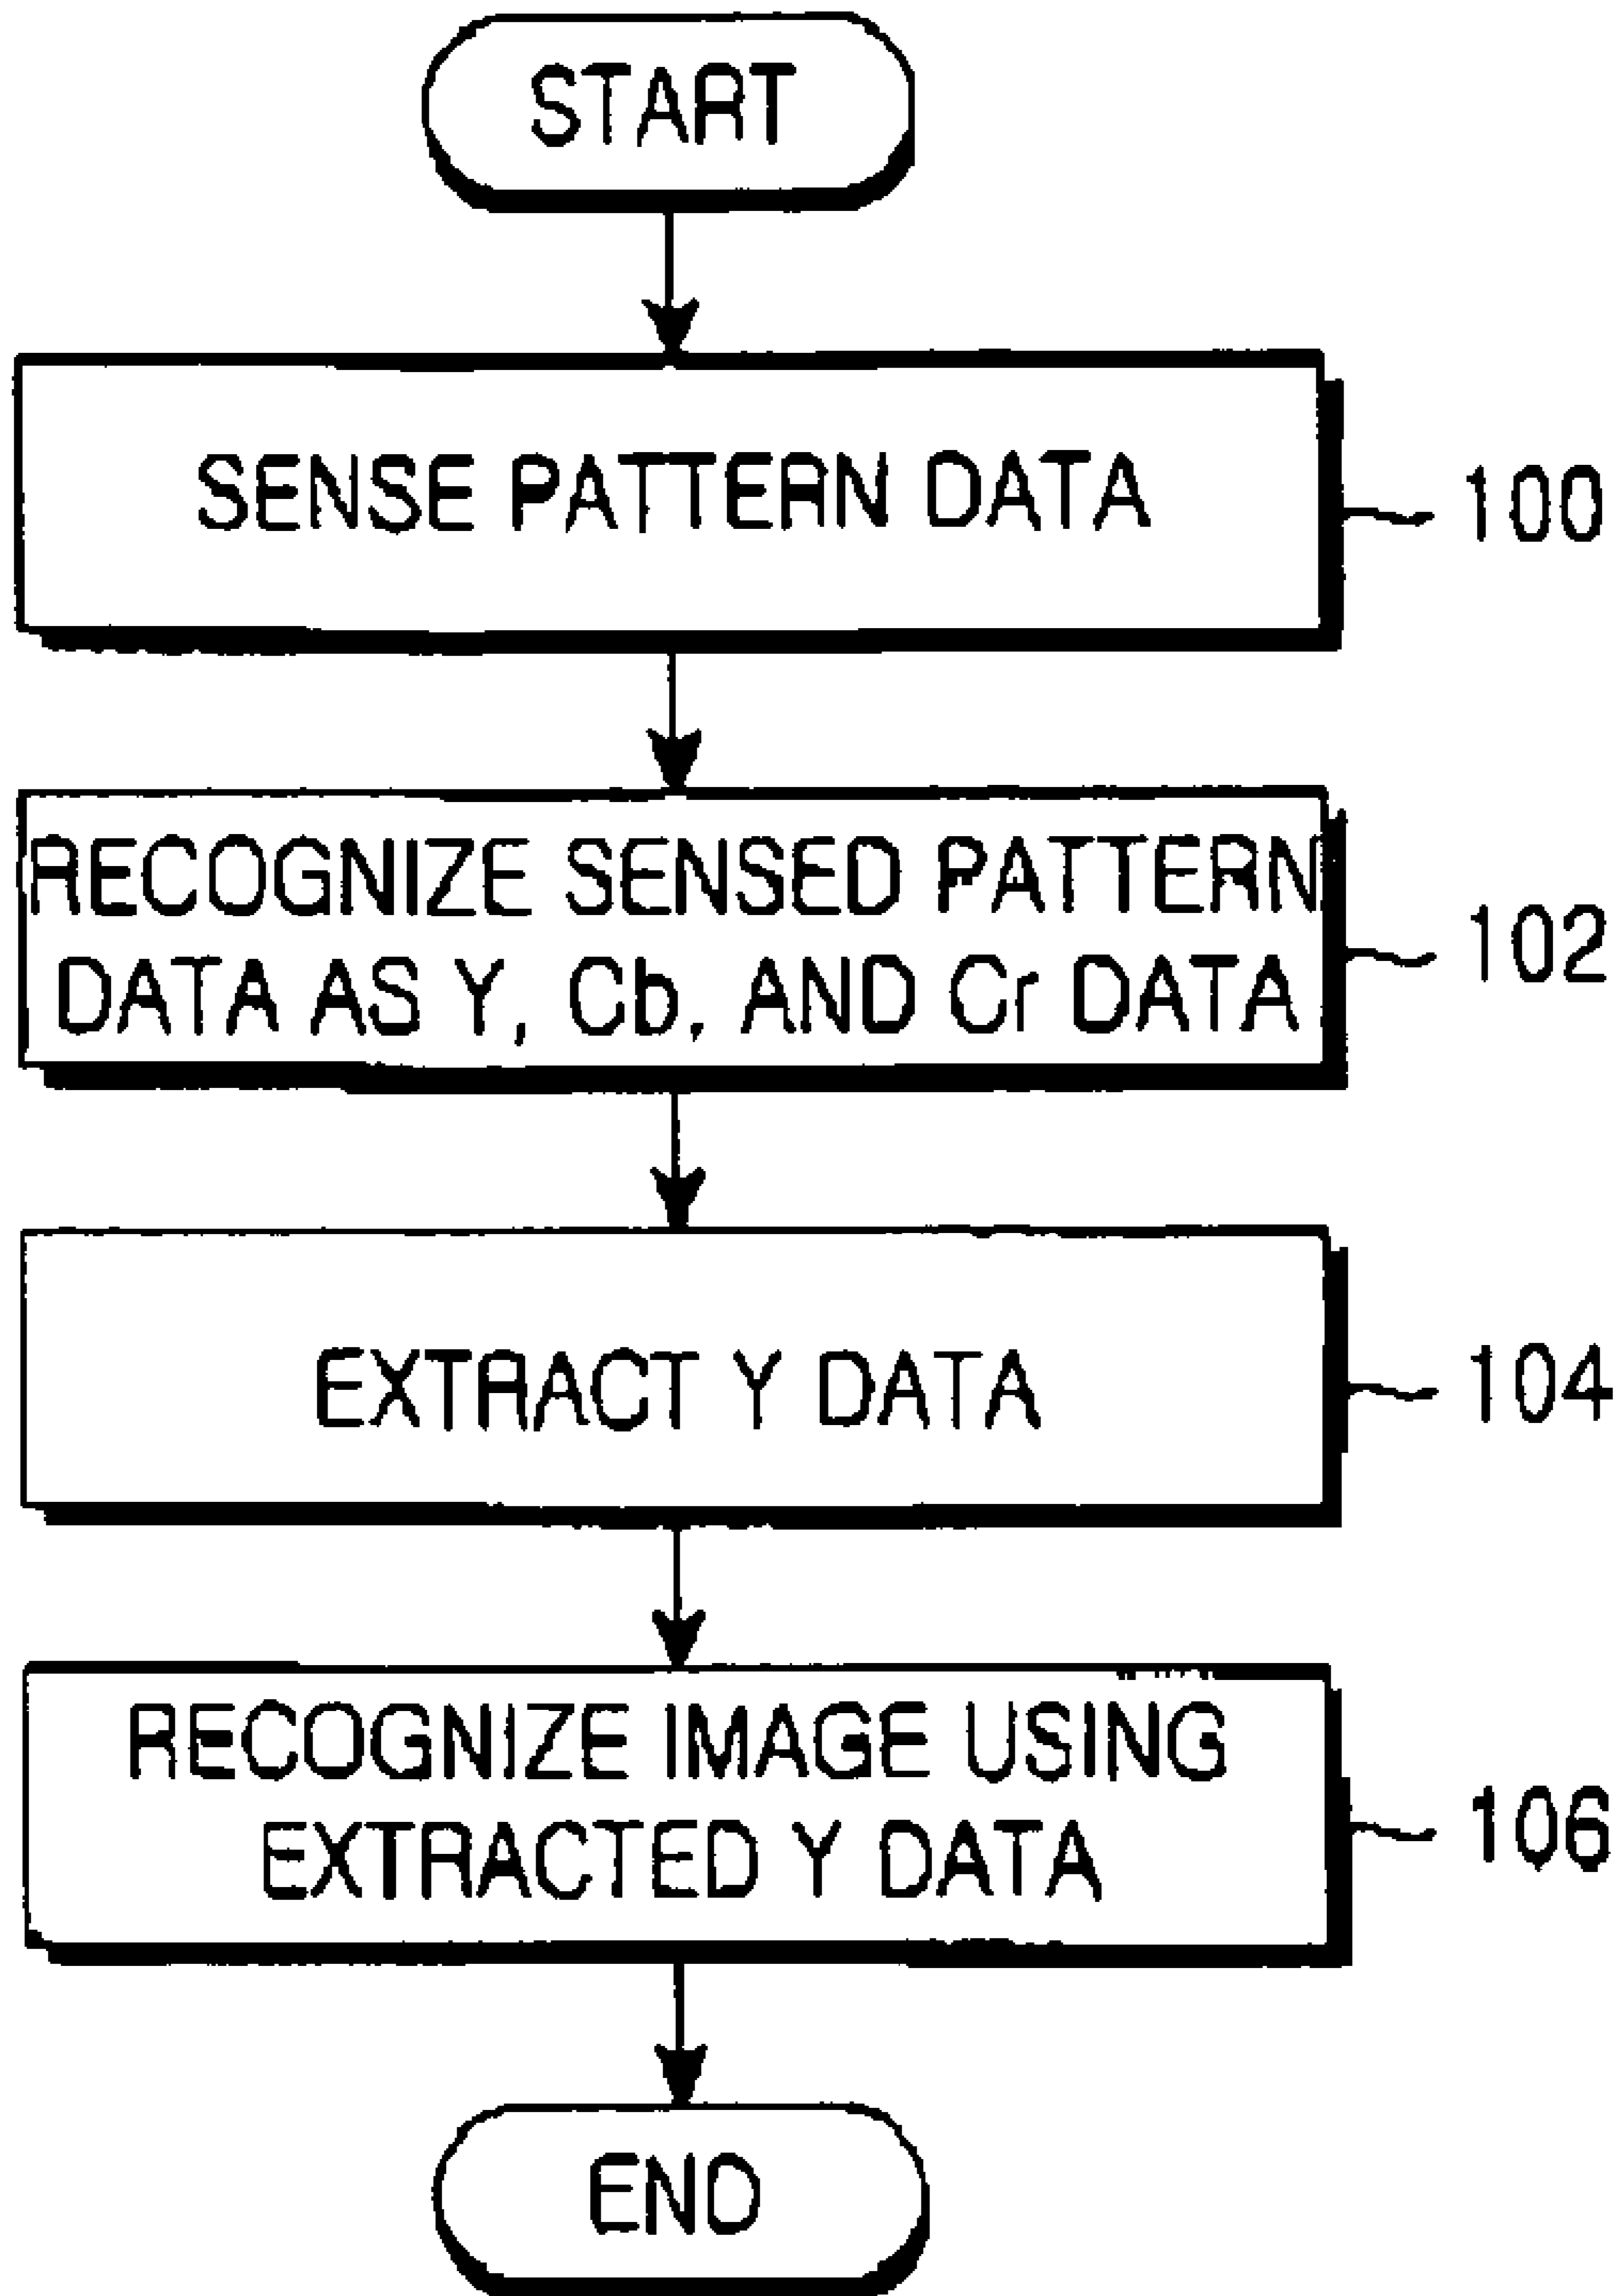 START
SENSE PATTERN DATA
100
RECOGNIZE SENSED PATTERN
DATA AS Y, Cb, AND Cr DATA
102
EXTRACT Y DATA
104
RECOGNIZE IMAGE USING
EXTRACTED Y DATA
106
END